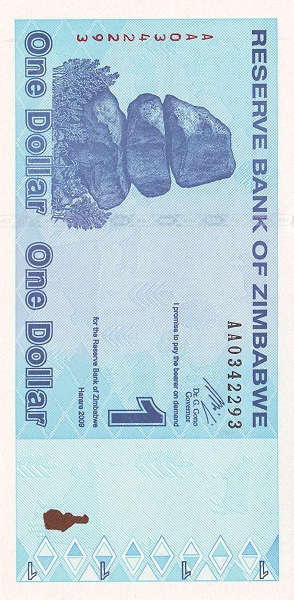 RESERVE BANK OF ZIMBABWE
AA0342293
I promise to pay the bearer on demand
Dr. G. Gono
Governor
for the Reserve Bank of Zimbabwe
Harare 2009
1
AA0342293
One Dollar One Dollar
1
1
1
1